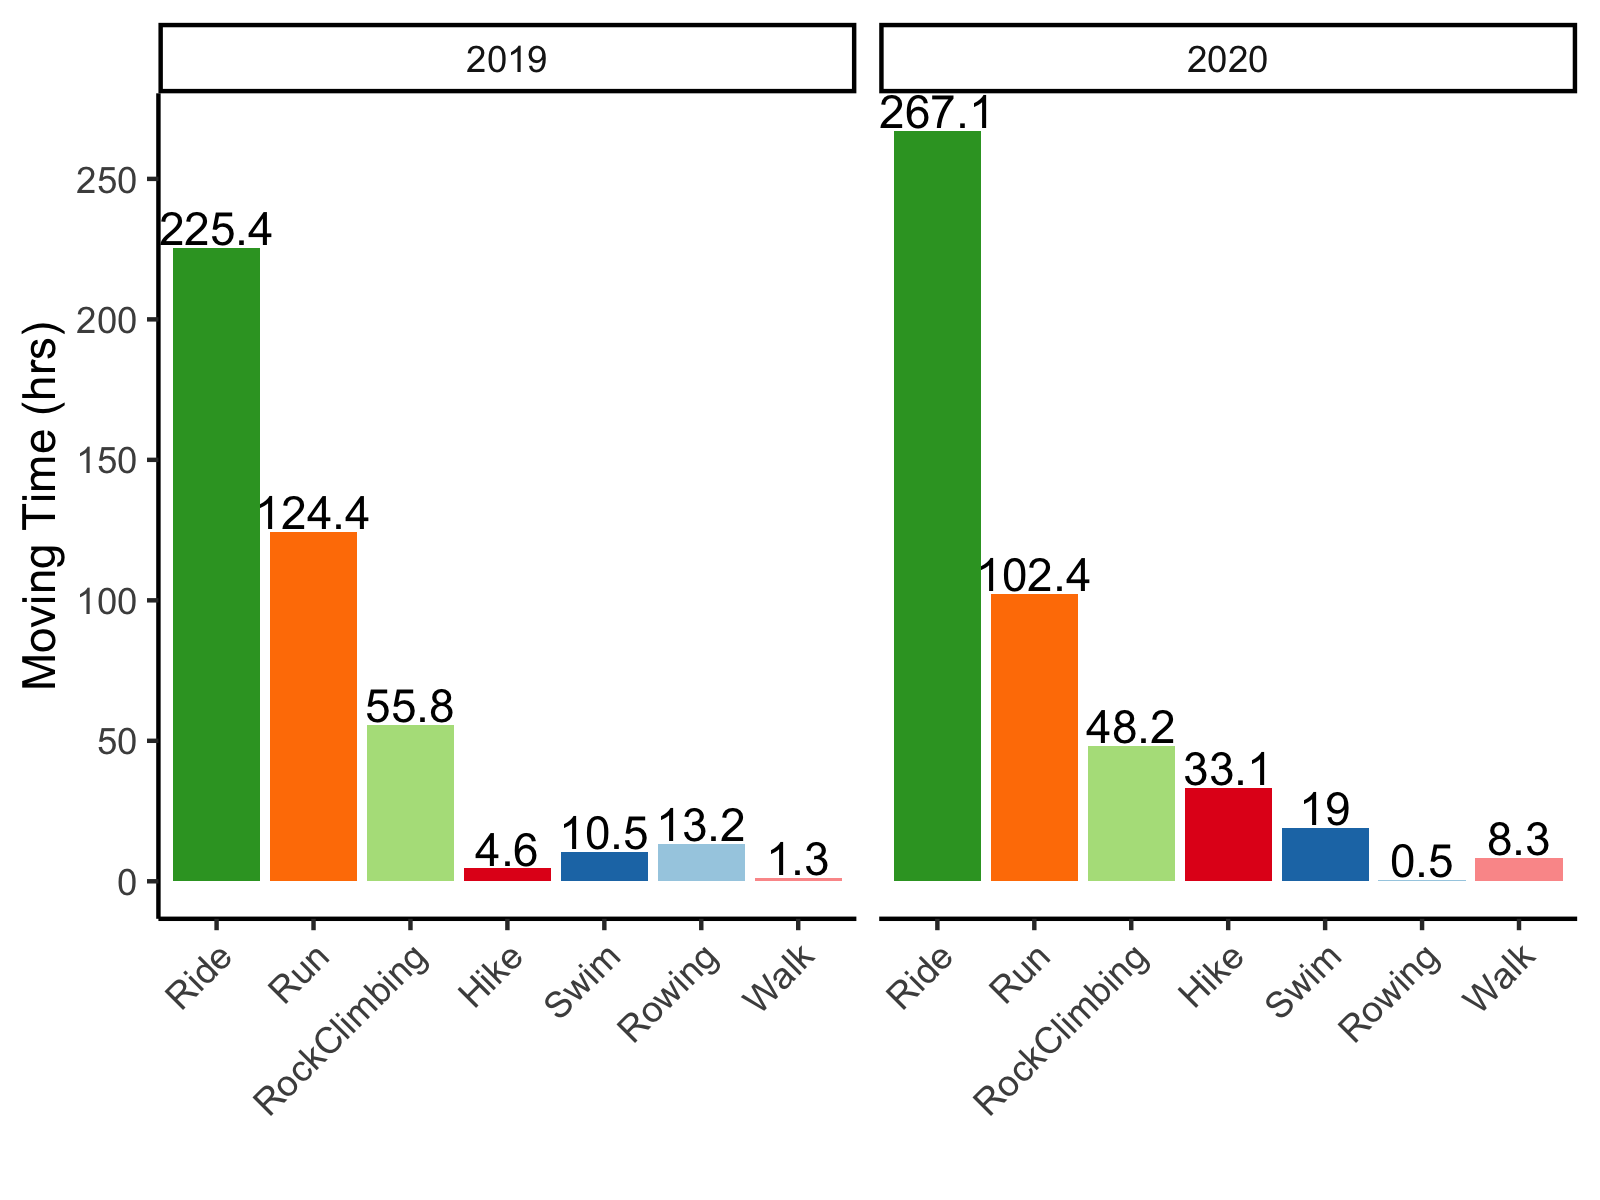 2019
2020
Moving Time (hrs)
250
200
150
100
50
0
225.4
124.4
55.8
4.6
10.5
13.2
1.3
267.1
102.4
48.2
33.1
19
0.5
8.3
Ride
Run
RockClimbing
Hike
Swim
Rowing
Walk
Ride
Run
RockClimbing
Hike
Swim
Rowing
Walk